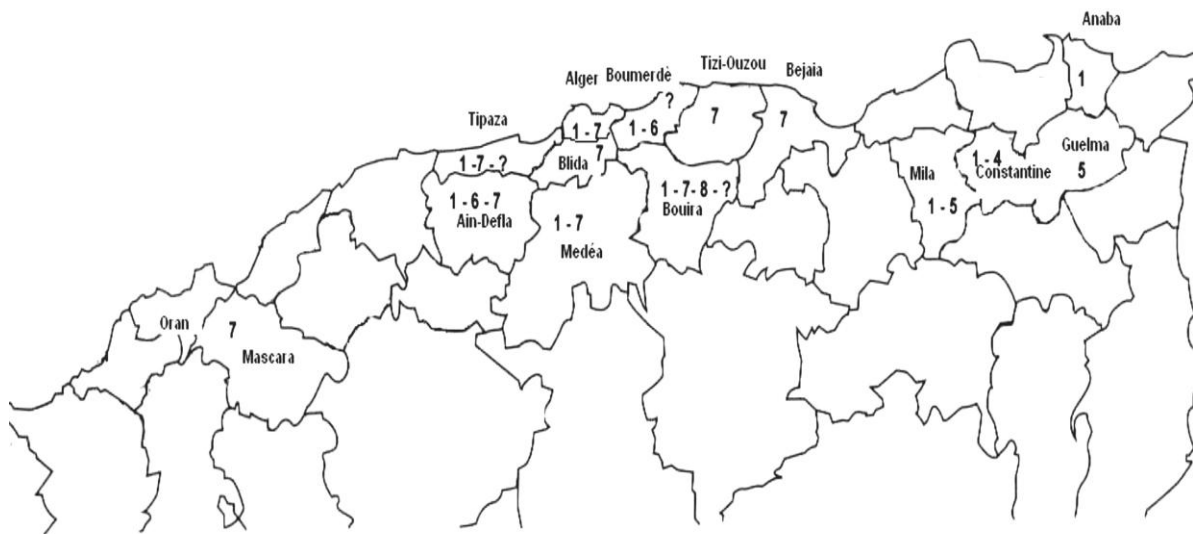 Anaba
Tizi-Ouzou
Bejaia
Boumerdè
Alger
1
?
7
Tipaza
1 - 7
1 - 6
7
Guelma
7
1 - 4
1 -7 - ?
Blida
Mila
Constantine
5
1 - 6 - 7
1 - 7- 8 - ?
Ain-Defla
Bouira
1 - 5
1 - 7
Medéa
Oran
7
Mascara